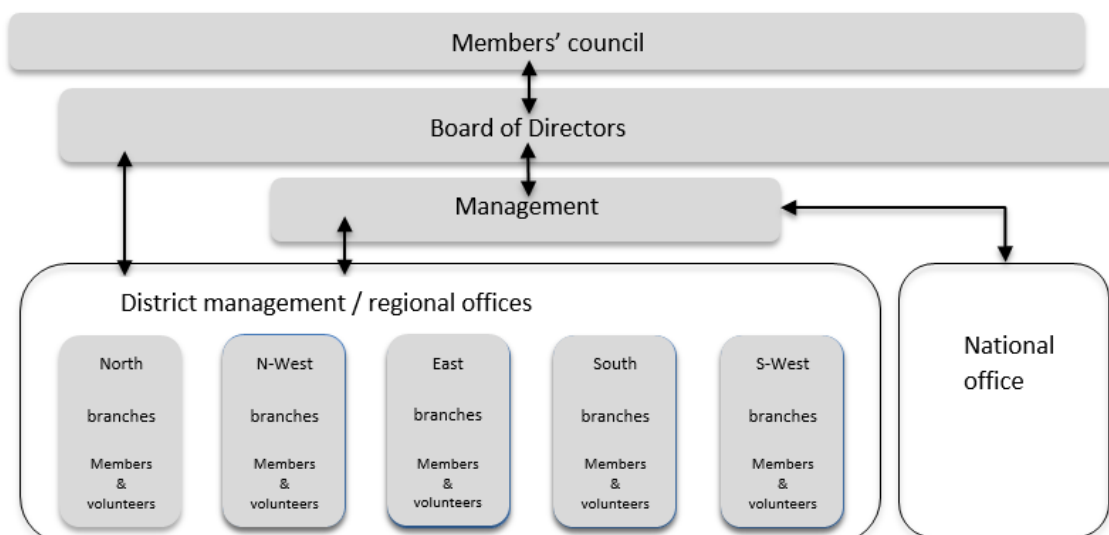 Members’ council
Board of Directors
Management
District management / regional offices
North
branches
Members
&
volunteers
N-West
branches
Members
&
volunteers
East
branches
Members
&
volunteers
South
branches
Members
&
volunteers
S-West
branches
Members
&
volunteers
National
office